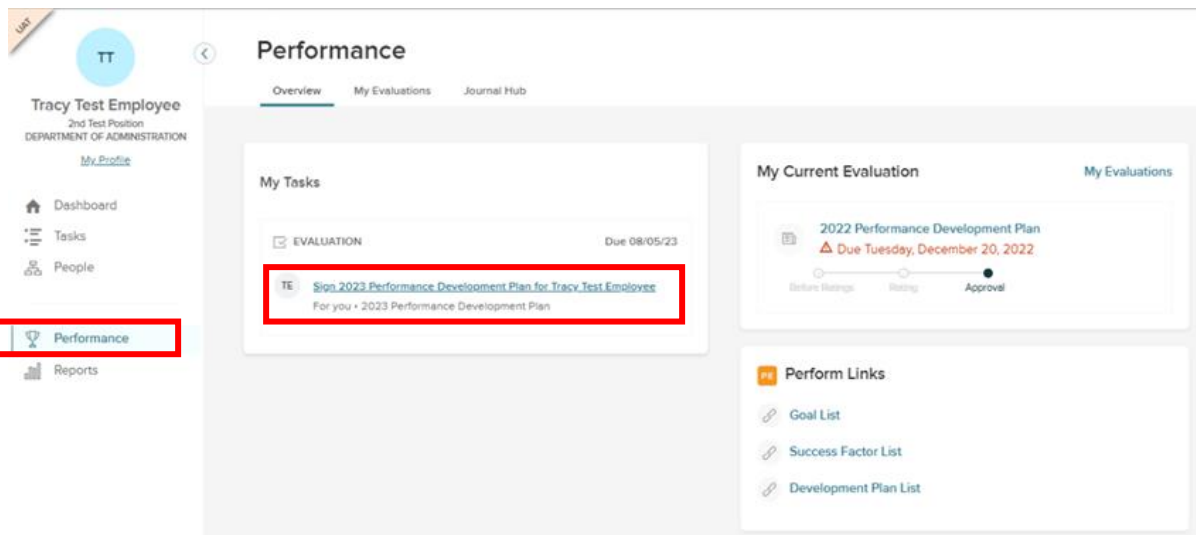 UAT
TT
Tracy Test Employee
2nd Test Position
DEPARTMENT OF ADMINISTRATION
My Profile
Dashboard
Tasks
People
Performance
Reports
Performance
Overview My Evaluations Journal Hub
My Tasks
EVALUATION Due 08/05/23
TE Sign 2023 Performance Development Plan for Tracy Test Employee
For you • 2023 Performance Development Plan
My Current Evaluation My Evaluations
2022 Performance Development Plan
Due Tuesday, December 20, 2022
Before Ratings Rating Approval
PE Perform Links
Goal List
Success Factor List
Development Plan List